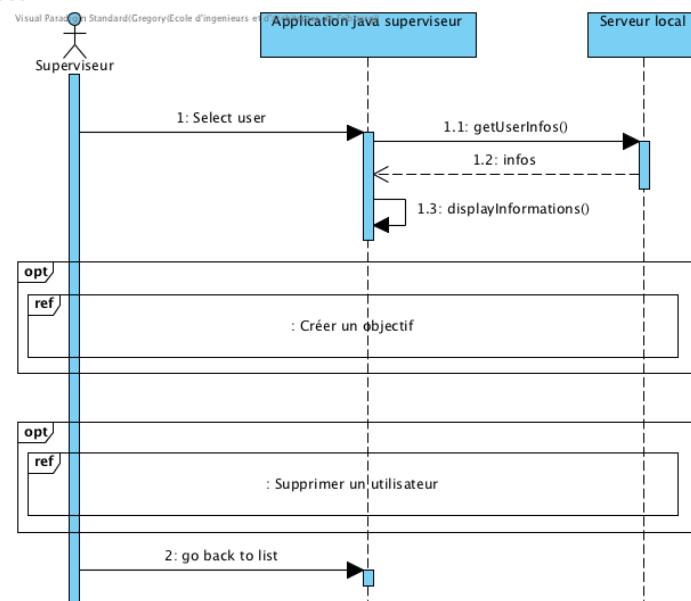 Visual Paradigm Standard(Gregory(Ecole d'ingenieurs et d'
Application java superviseur
Serveur local
Superviseur
1: Select user
1.1: getUserInfos()
1.2: infos
1.3: displayInformations()
opt
ref
: Créer un objectif
opt
ref
: Supprimer un utilisateur
2: go back to list